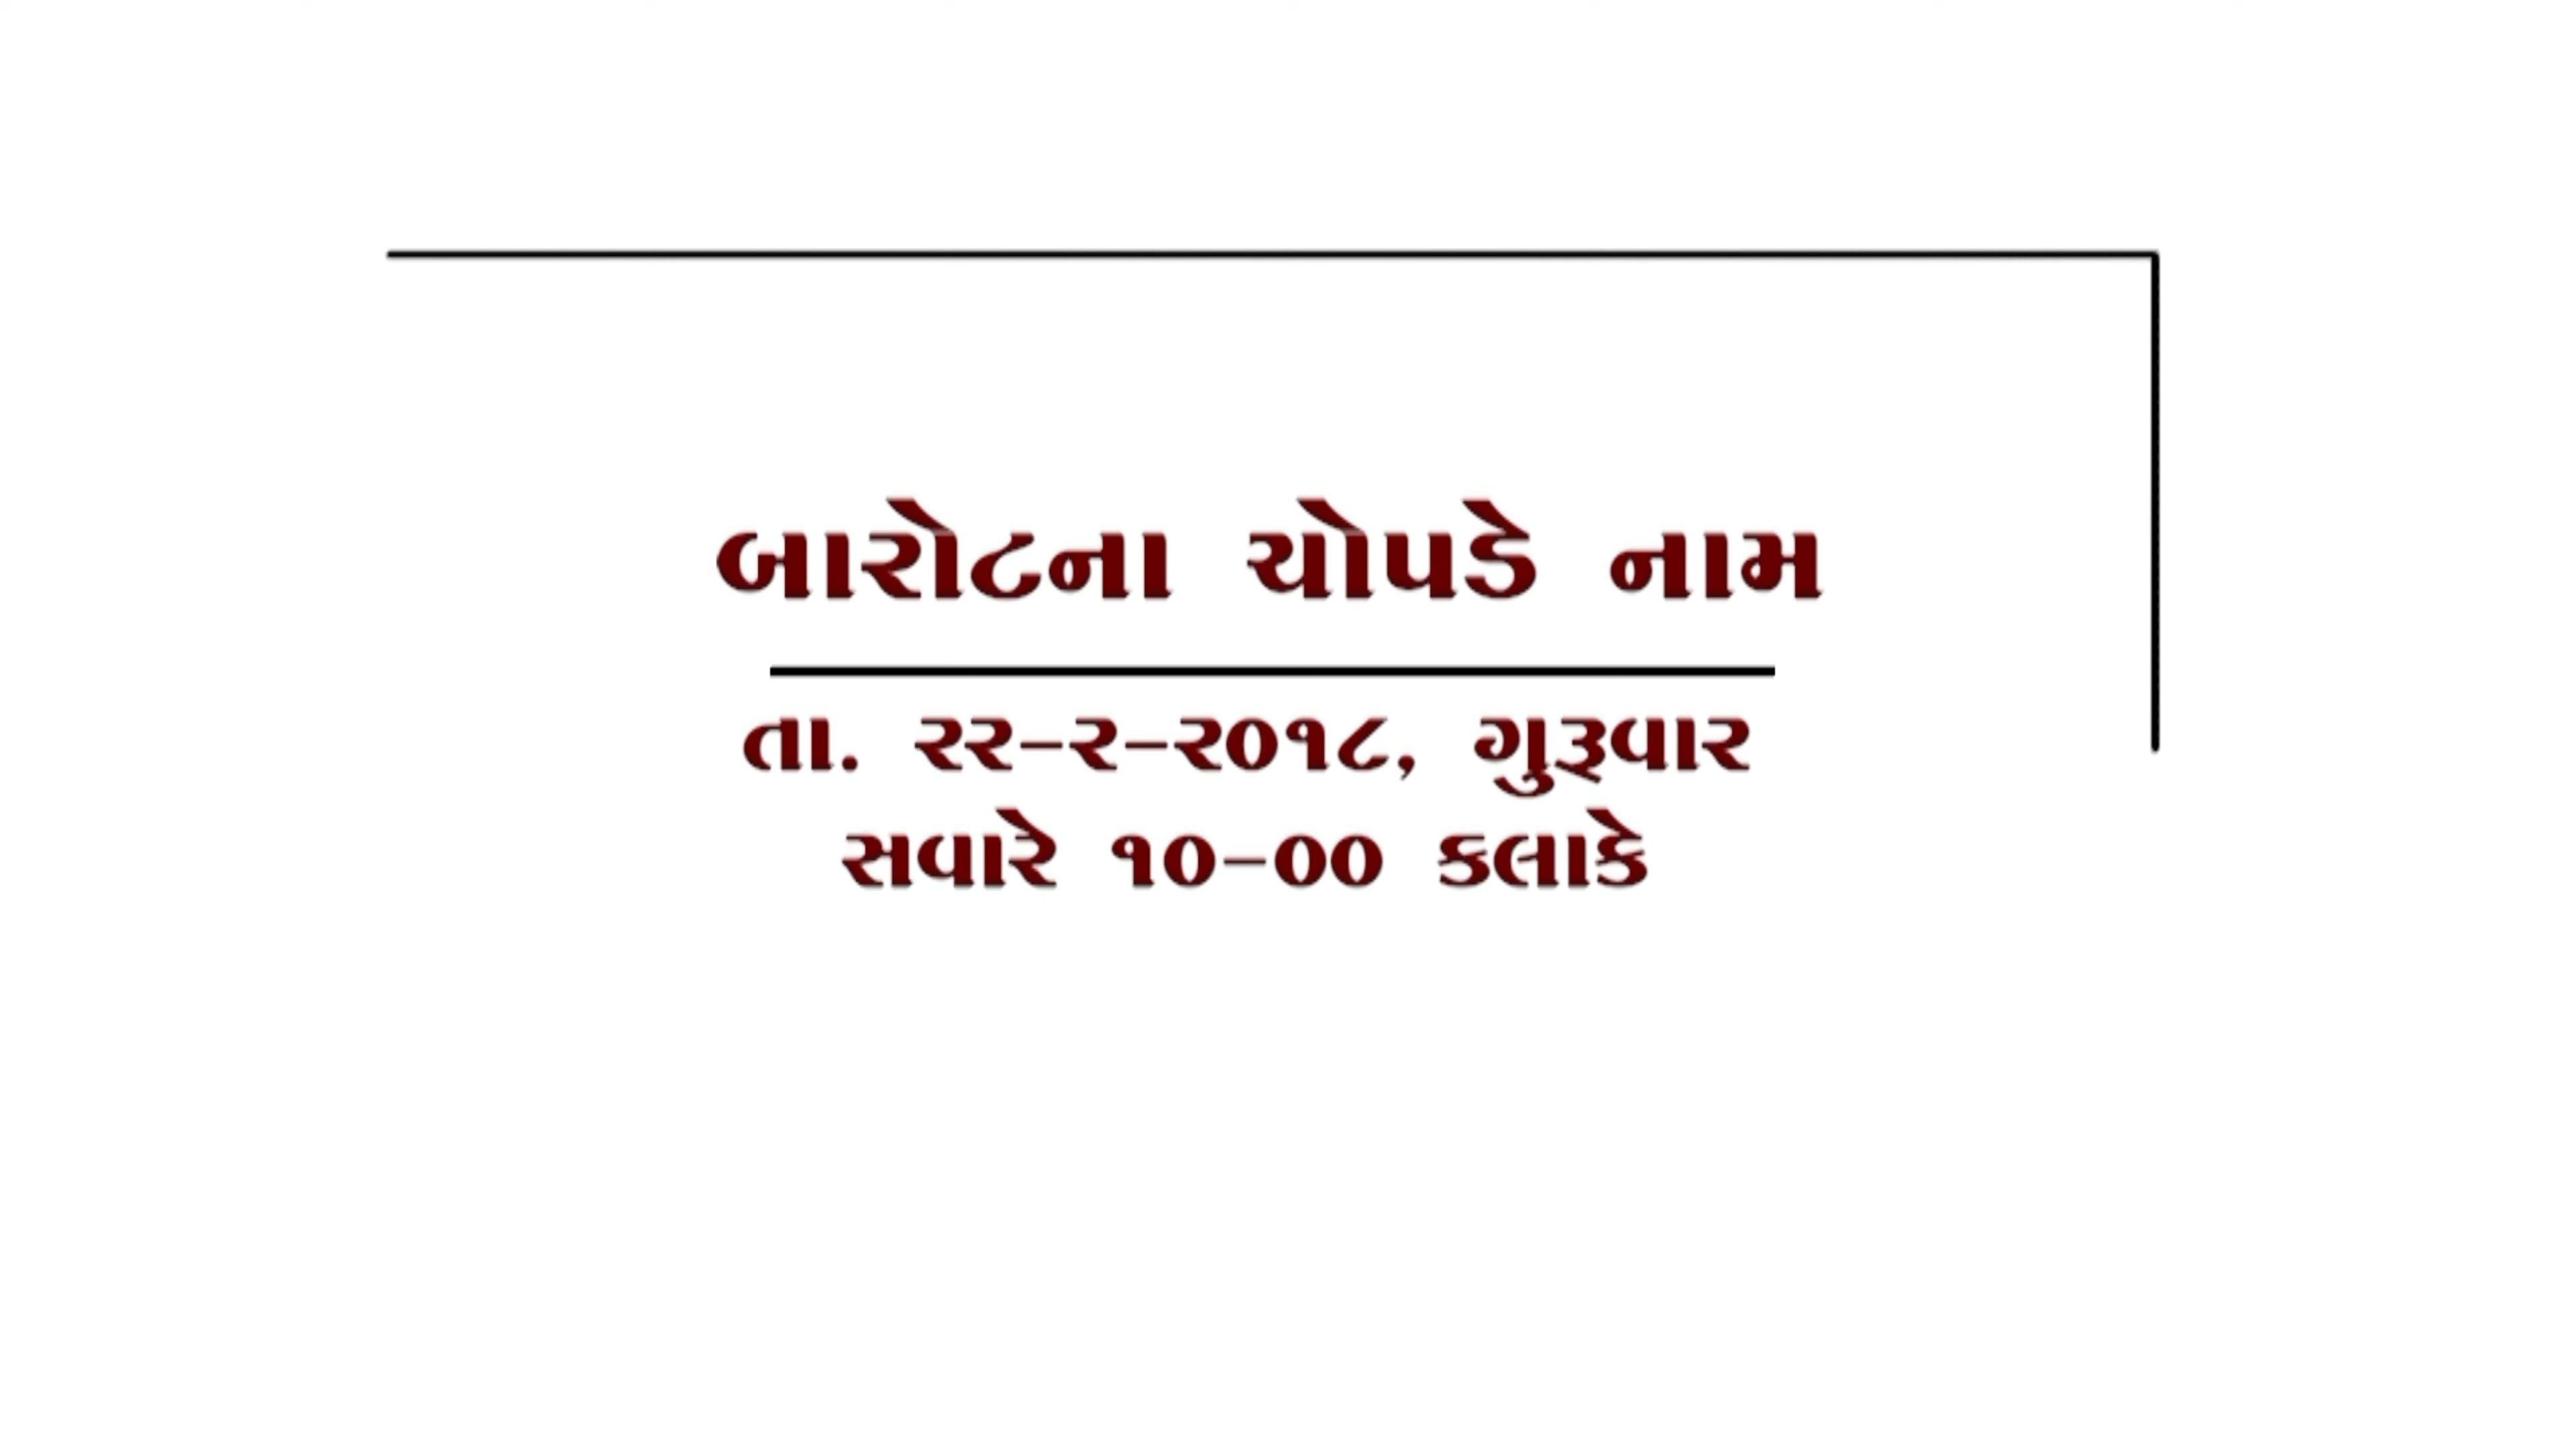 બારોટના ચોપડે નામ
તા. ૨૨-૨-૨૦૧૮, ગુરૂવાર
સવારે ૧૦-૦૦ કલાકે